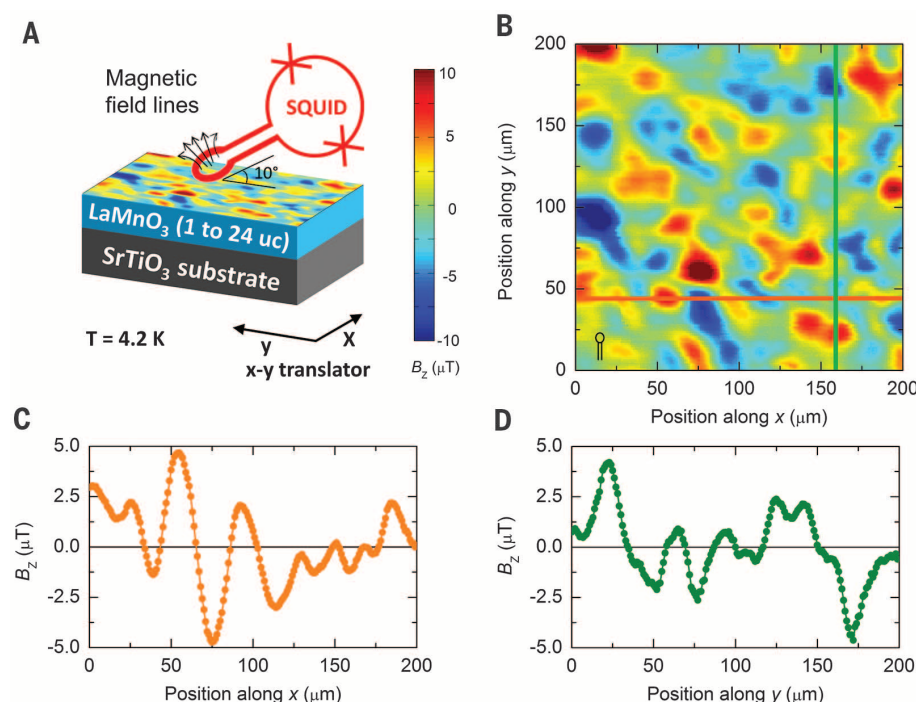 A
Magnetic
field lines
SQUID
10°
LaMnO₃ (1 to 24 uc)
SrTiO₃ substrate
T = 4.2 K
y
X
x-y translator
10
5
0
-5
-10
B_z (μT)
B
200
150
100
50
0
Position along y (μm)
0
50
100
150
200
Position along x (μm)
C
5.0
2.5
0.0
-2.5
-5.0
B_z (μT)
0
50
100
150
200
Position along x (μm)
D
5.0
2.5
0.0
-2.5
-5.0
B_z (μT)
0
50
100
150
200
Position along y (μm)